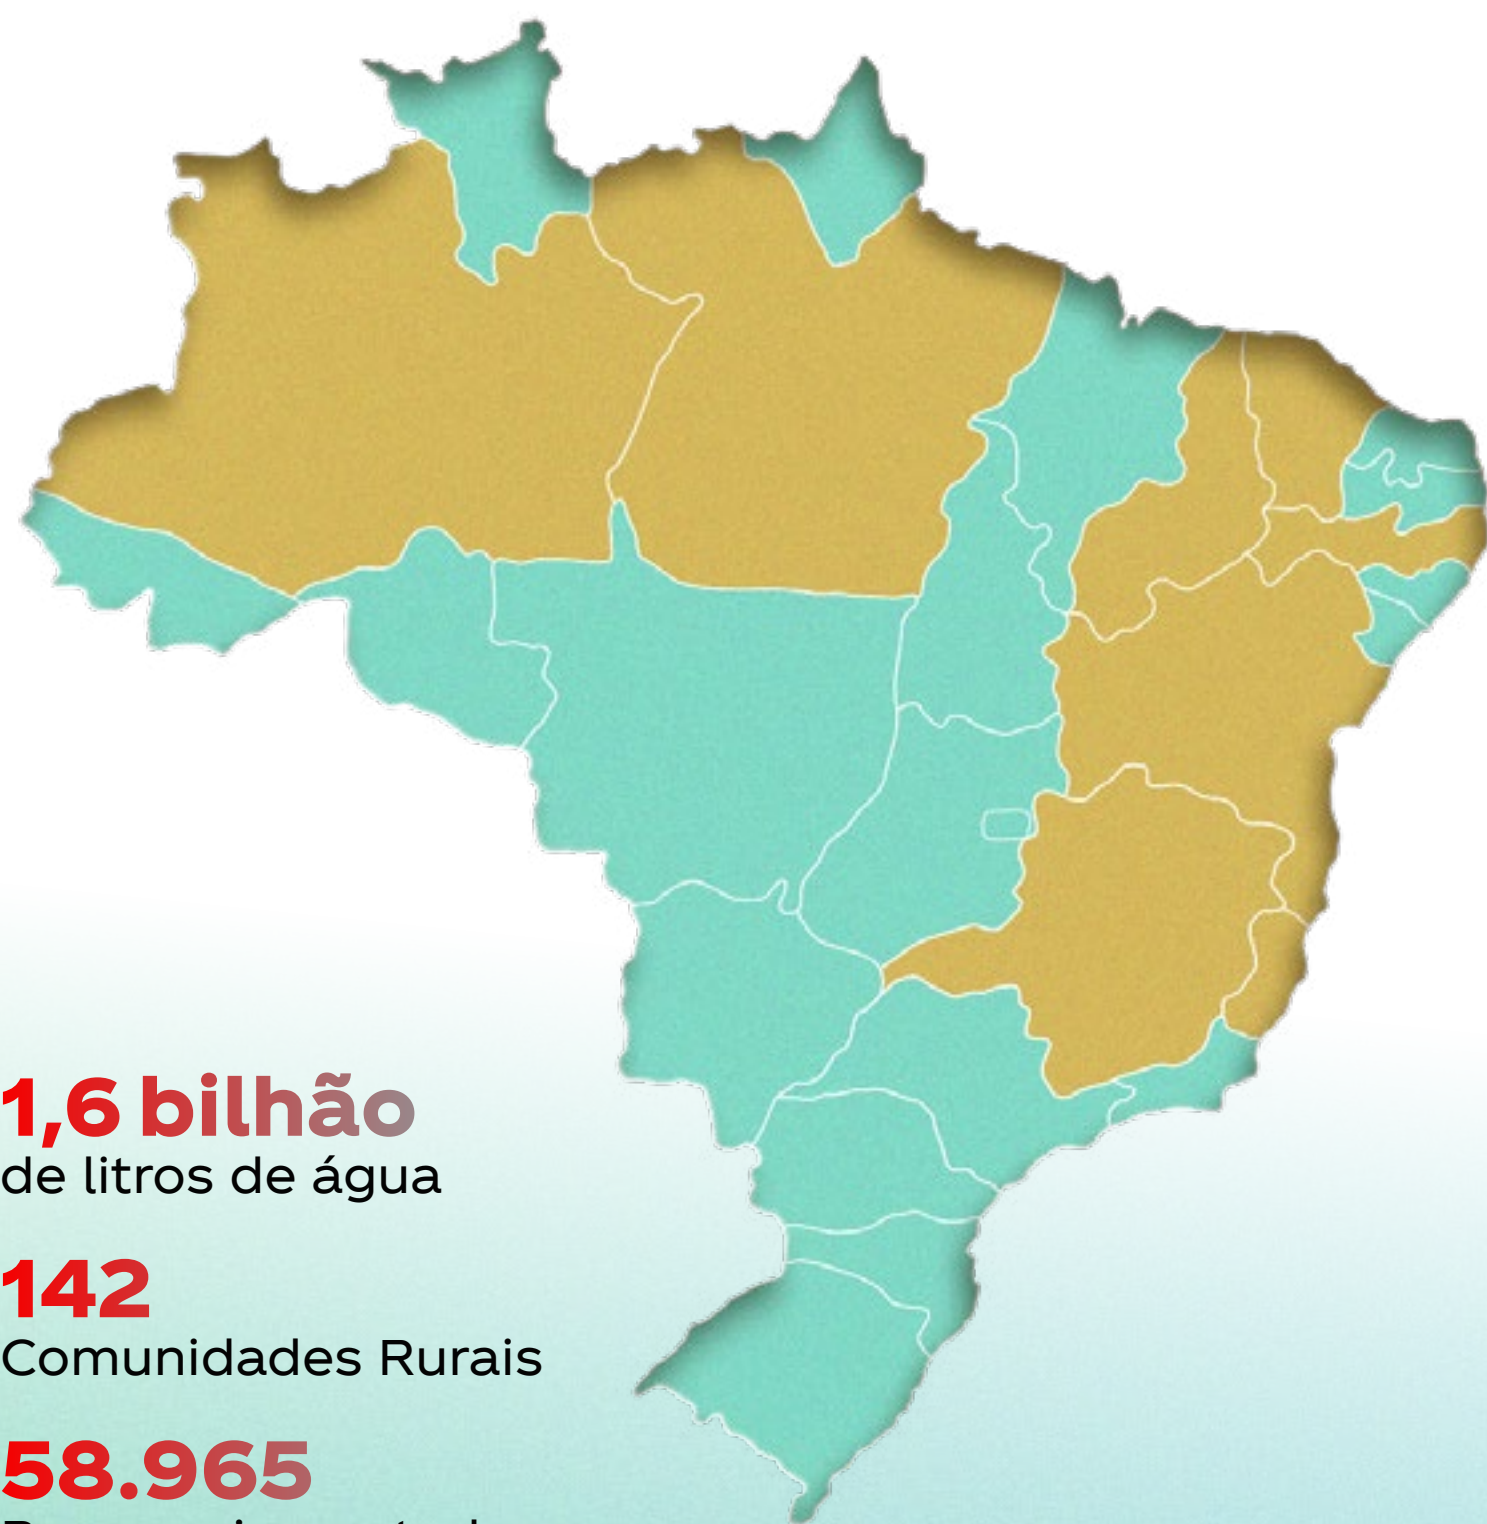 1,6 bilhão
de litros de água
142
Comunidades Rurais
58.965